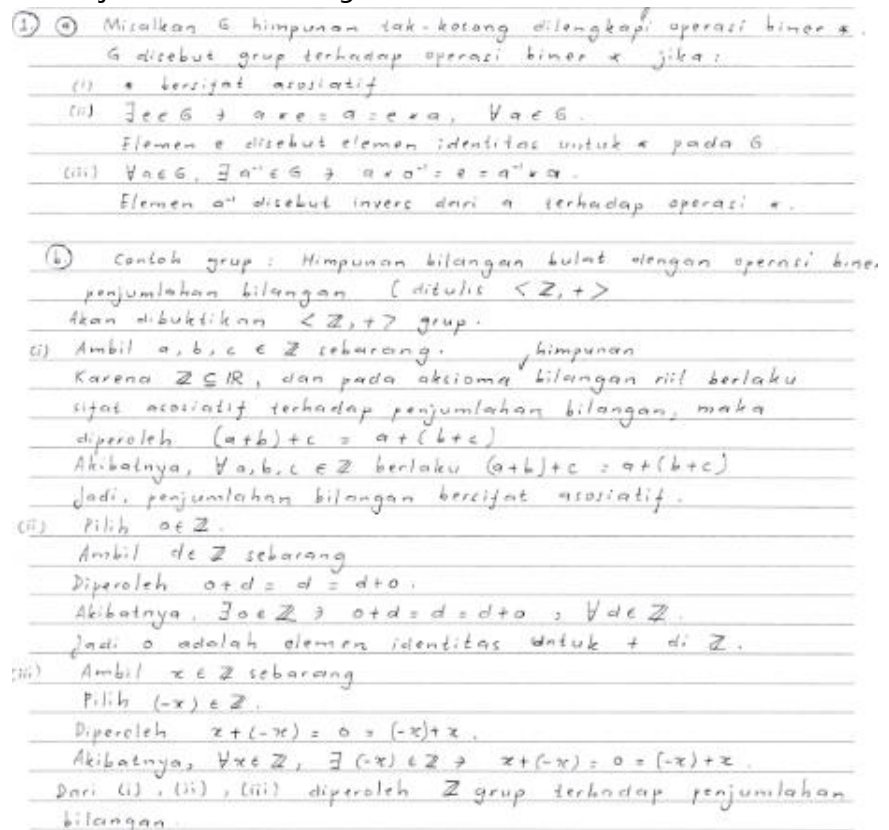 ① ⓐ Misalkan G himpunan tak-kosong dilengkapi operasi biner *.
G disebut grup terhadap operasi biner * jika :
(i) * bersifat asosiatif
(ii) ∃ e ∈ G ∋ a * e = a = e * a, ∀ a ∈ G.
Elemen e disebut elemen identitas untuk * pada G
(iii) ∀ a ∈ G, ∃ a⁻¹ ∈ G ∋ a * a⁻¹ = e = a⁻¹ * a.
Elemen a⁻¹ disebut invers dari a terhadap operasi *.
ⓑ Contoh grup : Himpunan bilangan bulat dengan operasi biner
penjumlahan bilangan (ditulis <ℤ, +>
Akan dibuktikan <ℤ, +> grup.
(i) Ambil a, b, c ∈ ℤ sebarang.
himpunan
Karena ℤ ⊆ ℝ, dan pada aksioma bilangan riil berlaku
sifat asosiatif terhadap penjumlahan bilangan, maka
diperoleh (a+b)+c = a+(b+c)
Akibatnya, ∀ a, b, c ∈ ℤ berlaku (a+b)+c = a+(b+c)
Jadi, penjumlahan bilangan bersifat asosiatif.
(ii) Pilih 0 ∈ ℤ.
Ambil d ∈ ℤ sebarang
Diperoleh 0+d = d = d+0.
Akibatnya, ∃ 0 ∈ ℤ ∋ 0+d = d = d+0, ∀ d ∈ ℤ.
Jadi 0 adalah elemen identitas untuk + di ℤ.
(iii) Ambil x ∈ ℤ sebarang
Pilih (-x) ∈ ℤ.
Diperoleh x+(-x) = 0 = (-x)+x.
Akibatnya, ∀ x ∈ ℤ, ∃ (-x) ∈ ℤ ∋ x+(-x) = 0 = (-x)+x.
Dari (i), (ii), (iii) diperoleh ℤ grup terhadap penjumlahan
bilangan.